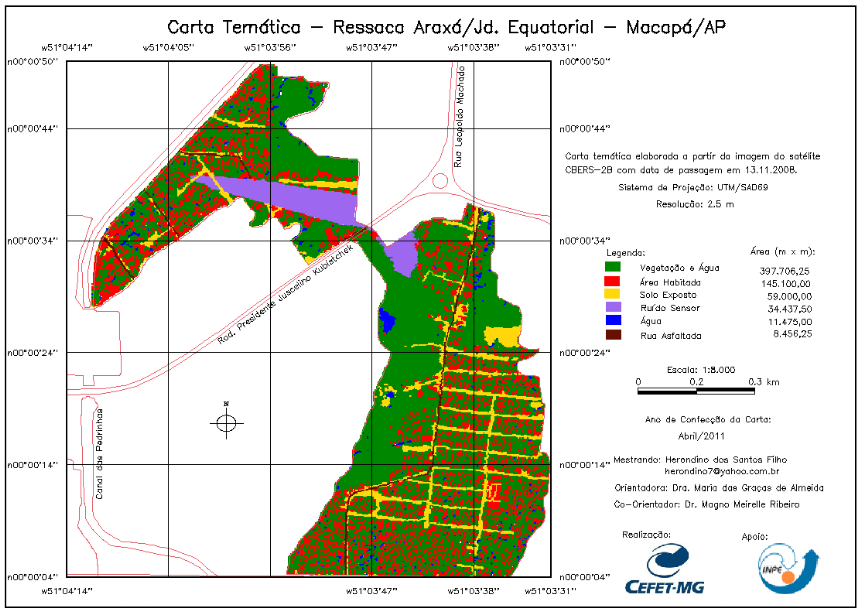 Carta Temática - Ressaca Araxá/Jd. Equatorial - Macapá/AP
w51°04'14'' w51°04'05'' w51°03'56'' w51°03'47'' w51°03'38'' w51°03'31''
n00°00'50'' n00°00'50''
Rua Leopoldo Machado
n00°00'44'' n00°00'44''
Carta temática elaborada a partir da imagem do satélite
CBERS-2B com data de passagem em 13.11.2008.
Sistema de Projeção: UTM/SAD69
Resolução: 2.5 m
n00°00'34'' n00°00'34''
Rod. Presidente Juscelino Kubistchek
Legenda: Área (m x m):
Vegetação e Água 397.706,25
Área Habitada 145.100,00
Solo Exposto 59.000,00
Ruído Sensor 34.437,50
Água 11.475,00
Rua Asfaltada 8.456,25
n00°00'24'' n00°00'24''
Escala: 1:8.000
0 0.2 0.3 km
N
Canal das Pedrinhas
Ano de Confecção da Carta:
Abril/2011
n00°00'14'' n00°00'14''
Mestrando: Herondino dos Santos Filho
herondino7@yahoo.com.br
Orientadora: Dra. Maria das Graças de Almeida
Co-Orientador: Dr. Magno Meirelle Ribeiro
Realização: Apoio:
CEFET-MG INPE
n00°00'04'' n00°00'04''
w51°04'14'' w51°03'47'' w51°03'38'' w51°03'31''